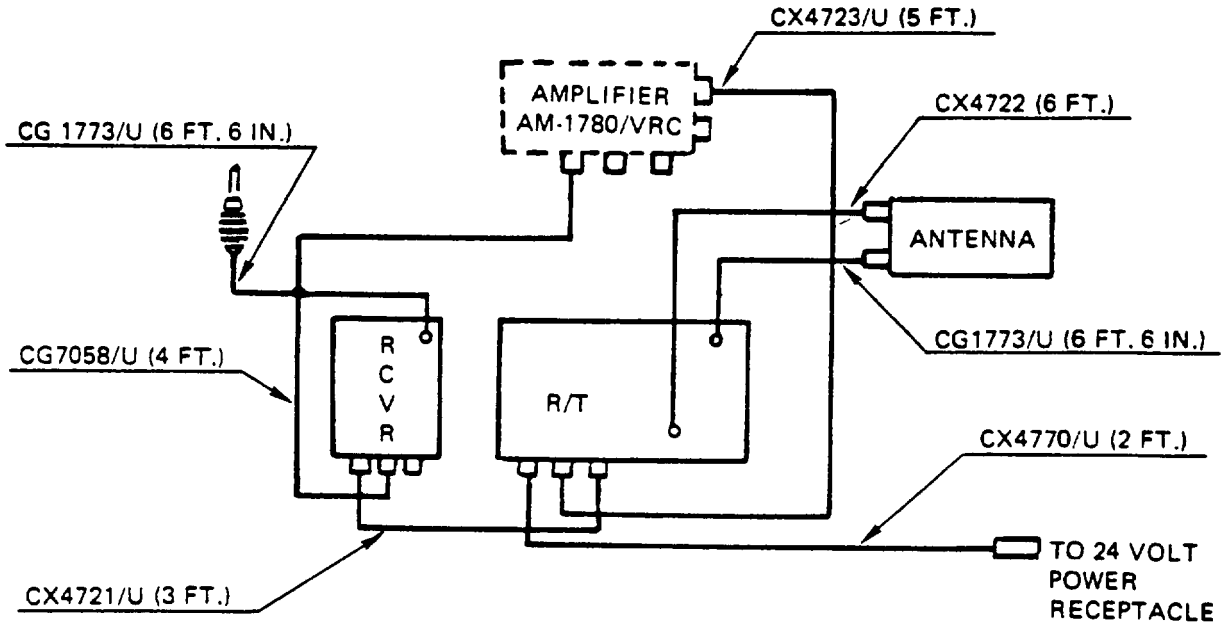 CX4723/U (5 FT.)
AMPLIFIER
AM-1780/VRC
CX4722 (6 FT.)
CG 1773/U (6 FT. 6 IN.)
ANTENNA
CG7058/U (4 FT.)
R
C
V
R
R/T
CG1773/U (6 FT. 6 IN.)
CX4770/U (2 FT.)
TO 24 VOLT
POWER
RECEPTACLE
CX4721/U (3 FT.)